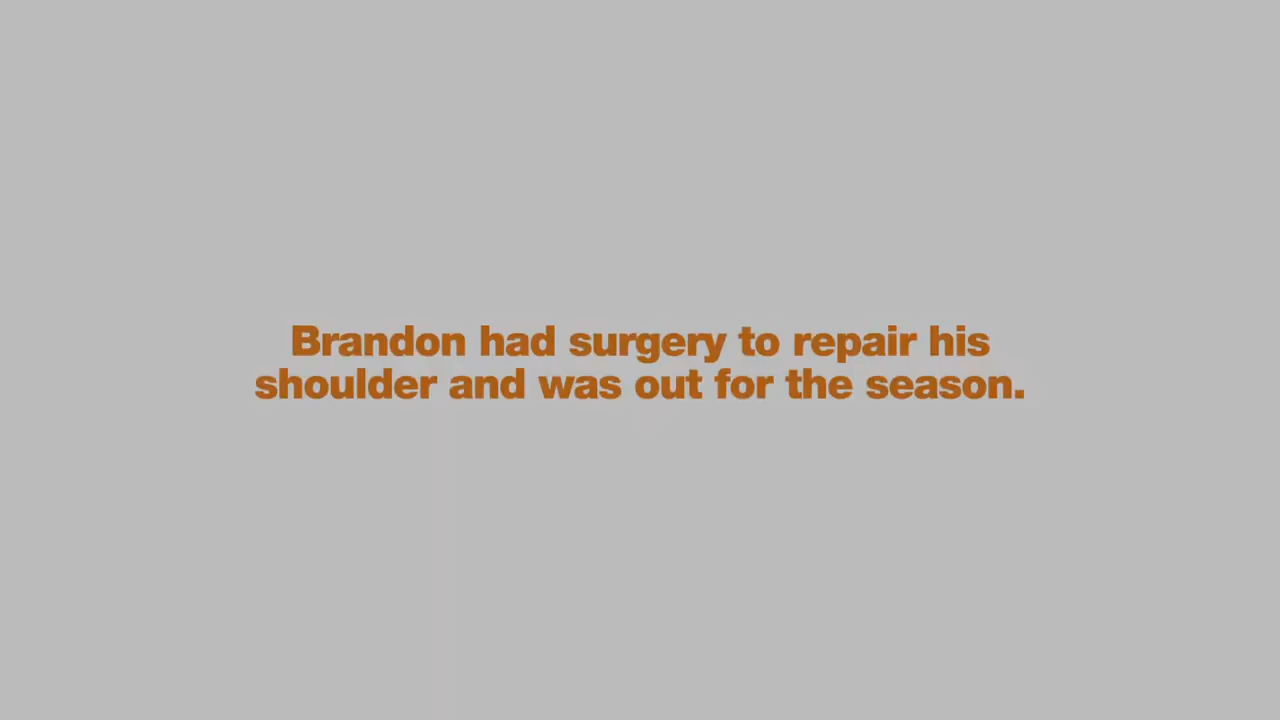 Brandon had surgery to repair his
shoulder and was out for the season.